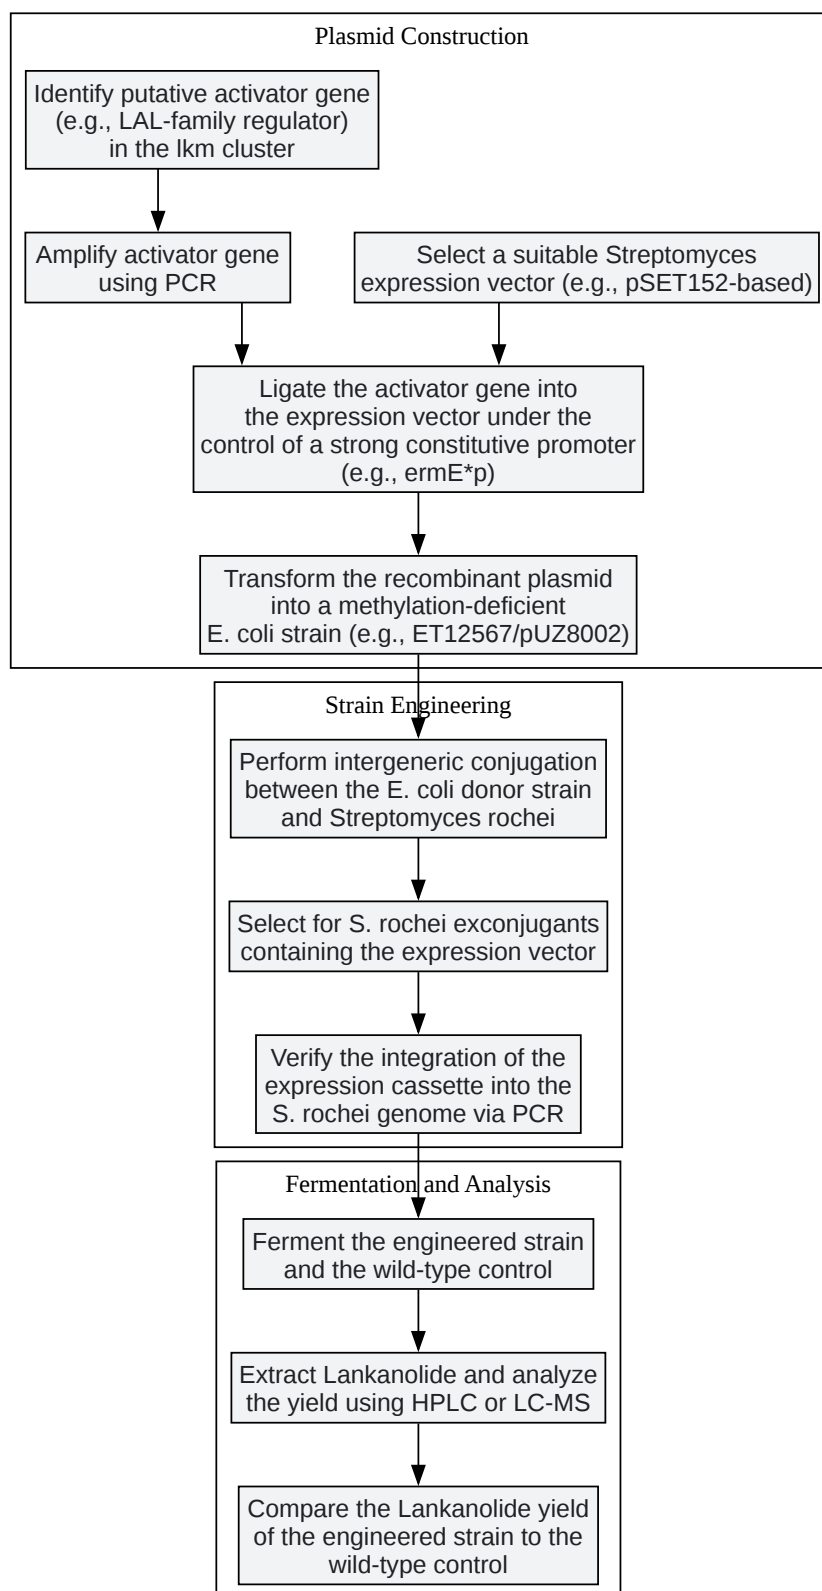 Plasmid Construction
Identify putative activator gene
(e.g., LAL-family regulator)
in the lkm cluster
Amplify activator gene
using PCR
Select a suitable Streptomyces
expression vector (e.g., pSET152-based)
Ligate the activator gene into
the expression vector under the
control of a strong constitutive promoter
(e.g., ermE*p)
Transform the recombinant plasmid
into a methylation-deficient
E. coli strain (e.g., ET12567/pUZ8002)
Strain Engineering
Perform intergeneric conjugation
between the E. coli donor strain
and Streptomyces rochei
Select for S. rochei exconjugants
containing the expression vector
Verify the integration of the
expression cassette into the
S. rochei genome via PCR
Fermentation and Analysis
Ferment the engineered strain
and the wild-type control
Extract Lankanolide and analyze
the yield using HPLC or LC-MS
Compare the Lankanolide yield
of the engineered strain to the
wild-type control